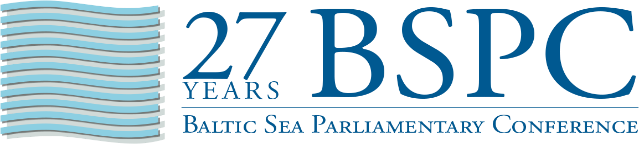 27 BSPC
YEARS
BALTIC SEA PARLIAMENTARY CONFERENCE